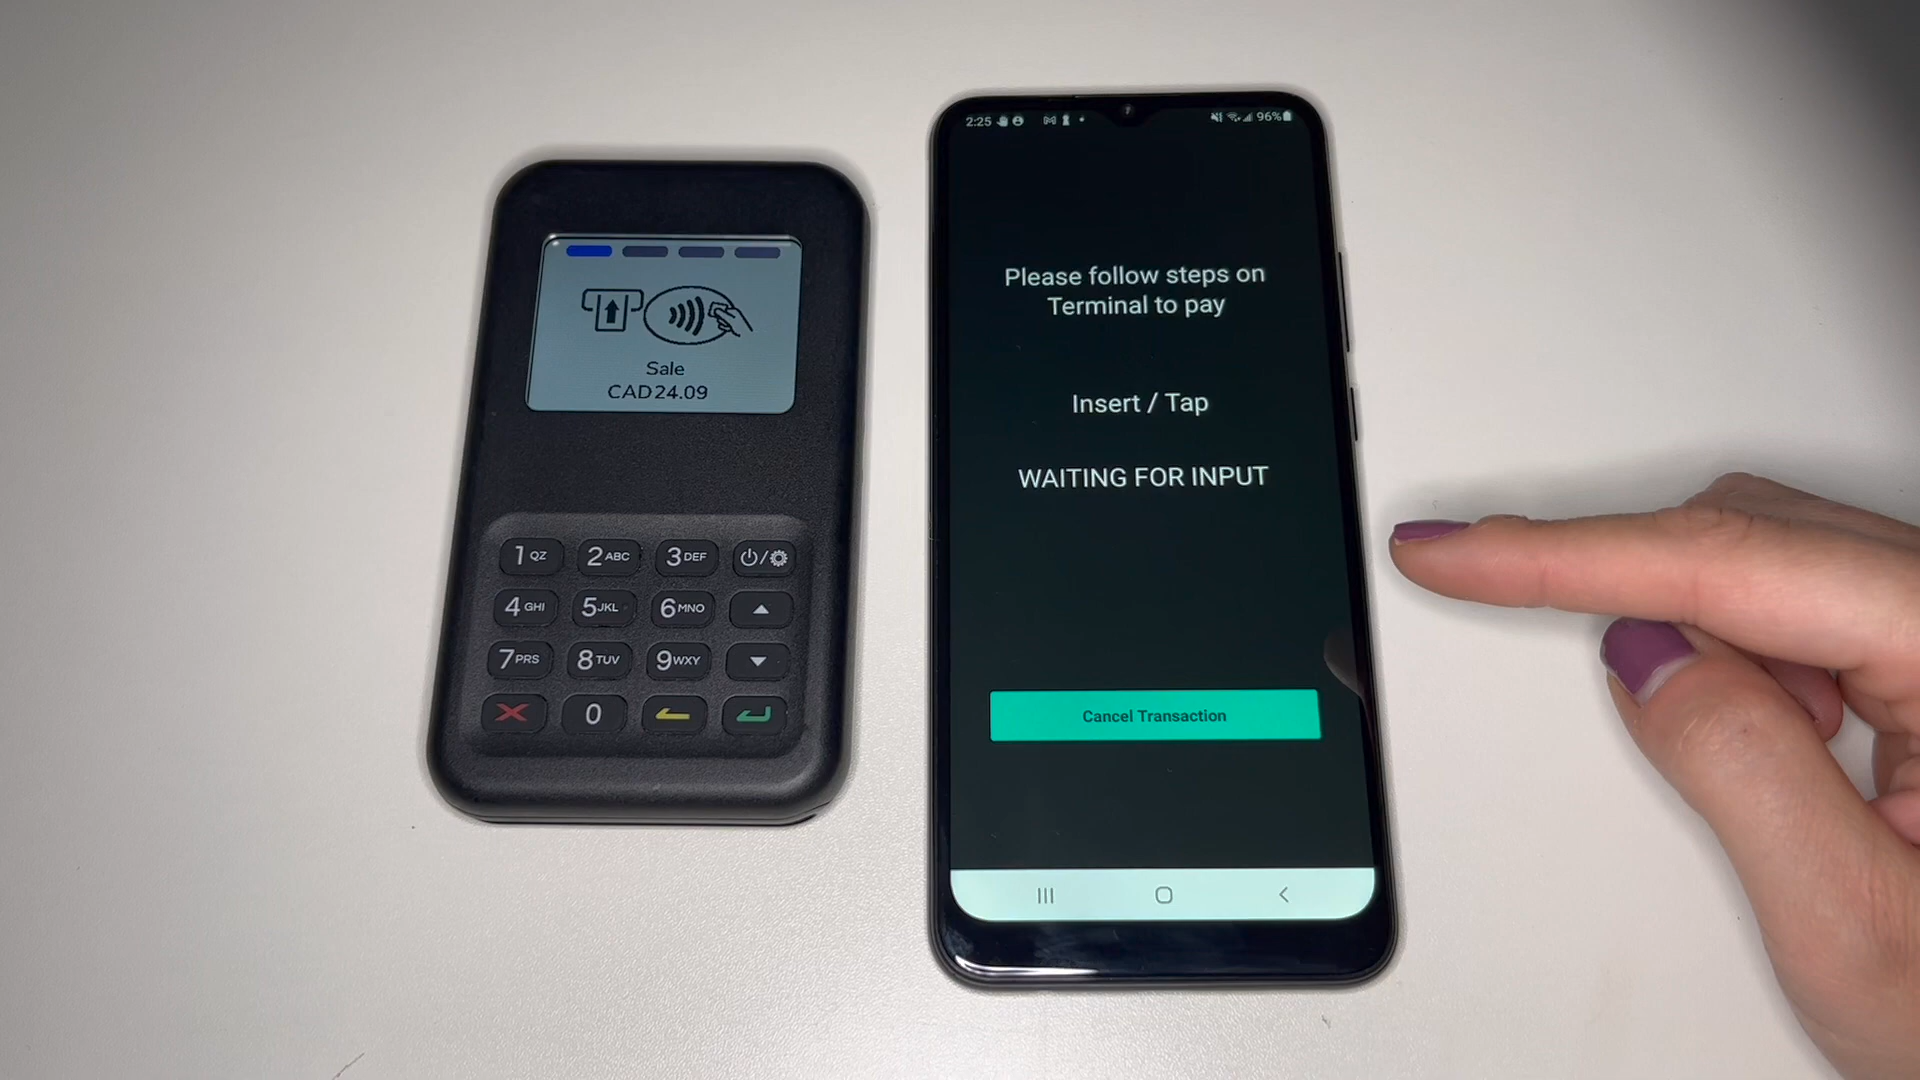 Sale
CAD24.09
1 QZ
2 ABC
3 DEF
4 GHI
5 JKL
6 MNO
7 PRS
8 TUV
9 WXY
0
2:25
96%
Please follow steps on
Terminal to pay
Insert / Tap
WAITING FOR INPUT
Cancel Transaction